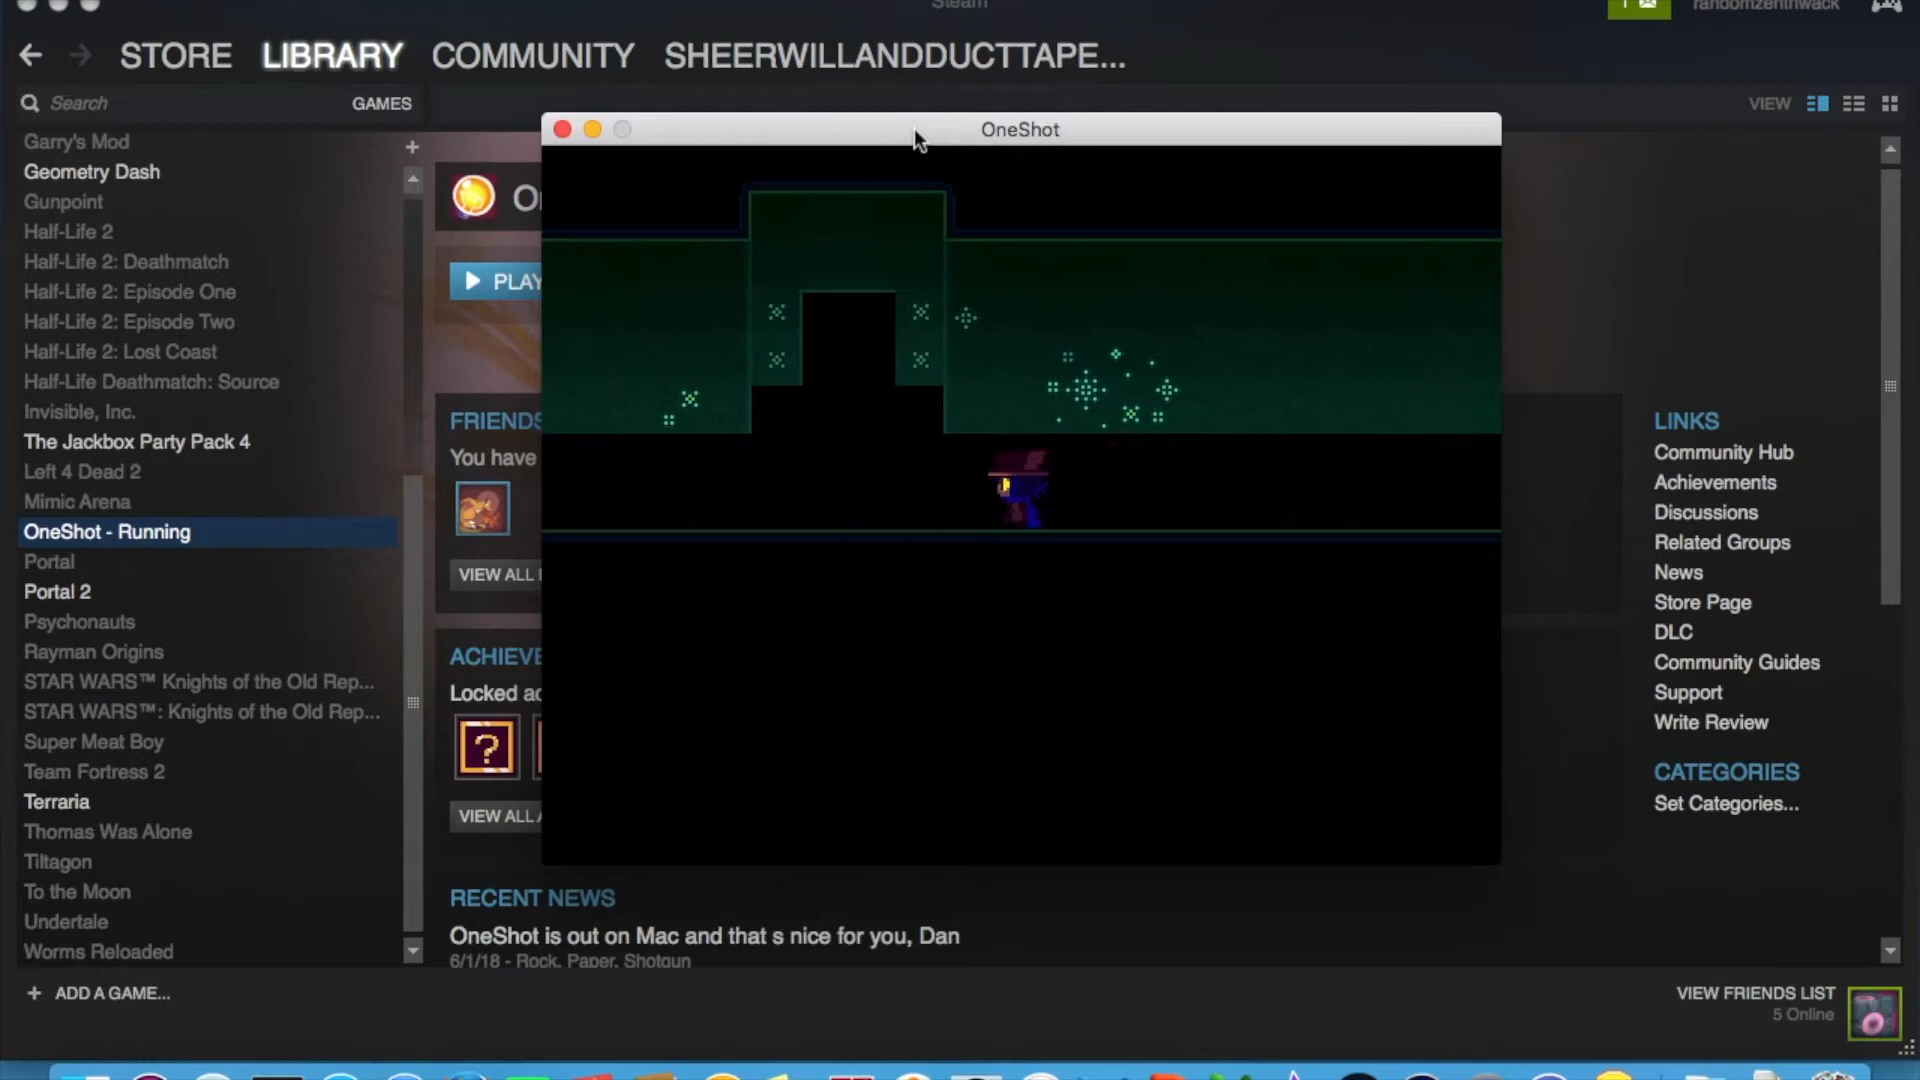 Steam
randomzenthwack
STORE LIBRARY COMMUNITY SHEERWILLANDDUCTTAPE...
Search GAMES VIEW
OneShot
Garry's Mod
Geometry Dash
Gunpoint
Half-Life 2
Half-Life 2: Deathmatch
Half-Life 2: Episode One
Half-Life 2: Episode Two
Half-Life 2: Lost Coast
Half-Life Deathmatch: Source
Invisible, Inc.
The Jackbox Party Pack 4
Left 4 Dead 2
Mimic Arena
OneShot - Running
Portal
Portal 2
Psychonauts
Rayman Origins
STAR WARS™ Knights of the Old Rep...
STAR WARS™: Knights of the Old Rep...
Super Meat Boy
Team Fortress 2
Terraria
Thomas Was Alone
Tiltagon
To the Moon
Undertale
Worms Reloaded
PLAY
FRIENDS
You have
VIEW ALL
ACHIEVE
Locked
VIEW ALL
RECENT NEWS
OneShot is out on Mac and that s nice for you, Dan
6/1/18 - Rock, Paper, Shotgun
LINKS
Community Hub
Achievements
Discussions
Related Groups
News
Store Page
DLC
Community Guides
Support
Write Review
CATEGORIES
Set Categories...
+ ADD A GAME...
VIEW FRIENDS LIST
5 Online